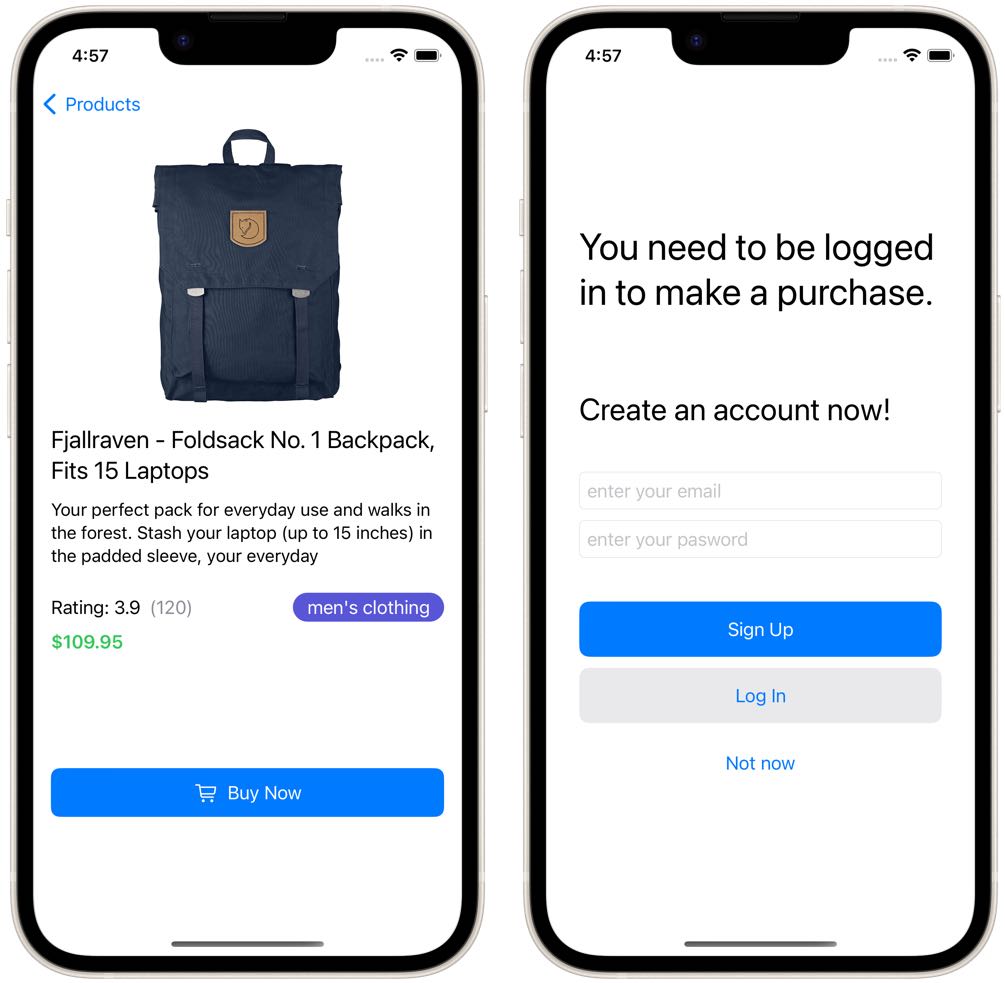 4:57
Products
Fjallraven - Foldsack No. 1 Backpack,
Fits 15 Laptops
Your perfect pack for everyday use and walks in
the forest. Stash your laptop (up to 15 inches) in
the padded sleeve, your everyday
Rating: 3.9 (120)
men's clothing
$109.95
Buy Now
4:57
You need to be logged
in to make a purchase.
Create an account now!
enter your email
enter your pasword
Sign Up
Log In
Not now